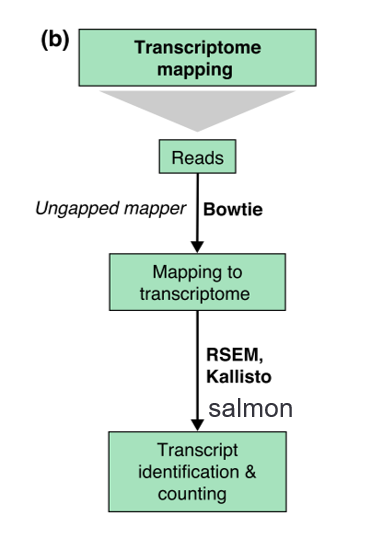 (b)
Transcriptome
mapping
Reads
Ungapped mapper Bowtie
Mapping to
transcriptome
RSEM,
Kallisto
salmon
Transcript
identification &
counting